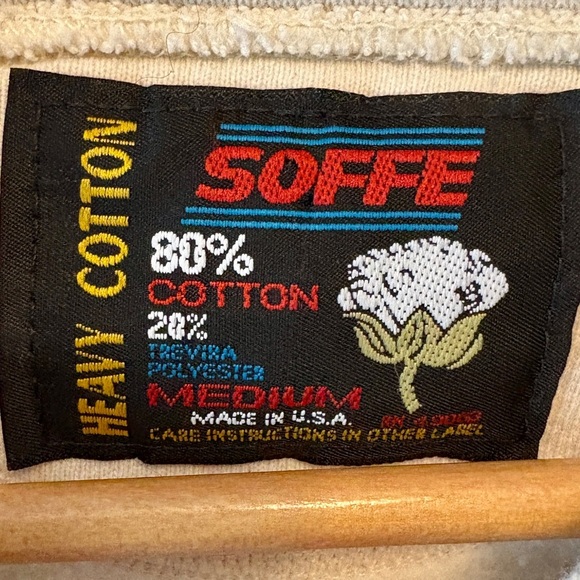 HEAVY COTTON
SOFFE
80%
COTTON
20%
TREVIRA
POLYESTER
MEDIUM
MADE IN U.S.A.
CARE INSTRUCTIONS IN OTHER LABEL